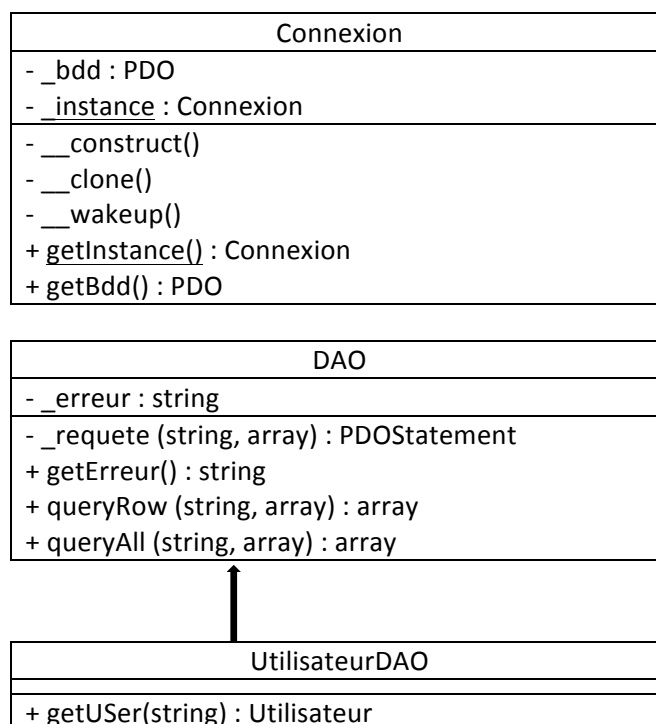 Connexion
- _bdd : PDO
- _instance : Connexion
- __construct()
- __clone()
- __wakeup()
+ getInstance() : Connexion
+ getBdd() : PDO
DAO
- _erreur : string
- _requete (string, array) : PDOStatement
+ getErreur() : string
+ queryRow (string, array) : array
+ queryAll (string, array) : array
UtilisateurDAO
+ getUSer(string) : Utilisateur